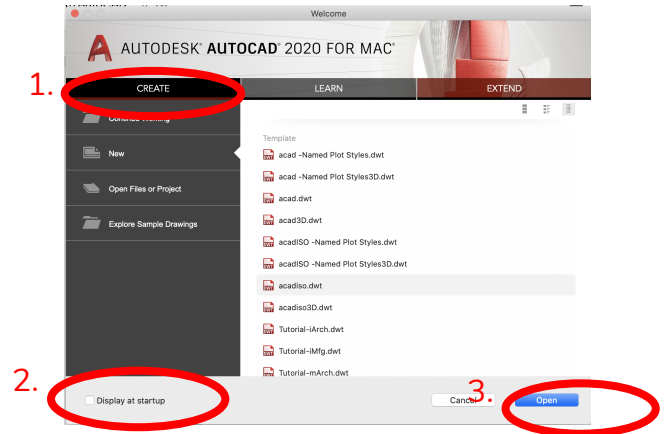 Welcome
AUTODESK® AUTOCAD® 2020 FOR MAC®
1.
CREATE LEARN EXTEND
Continue Working
New
Open Files or Project
Explore Sample Drawings
Template
acad -Named Plot Styles.dwt
acad -Named Plot Styles3D.dwt
acad.dwt
acad3D.dwt
acadISO -Named Plot Styles.dwt
acadISO -Named Plot Styles3D.dwt
acadiso.dwt
acadiso3D.dwt
Tutorial-iArch.dwt
Tutorial-iMfg.dwt
Tutorial-mArch.dwt
2.
Display at startup
Cancel
3.
Open